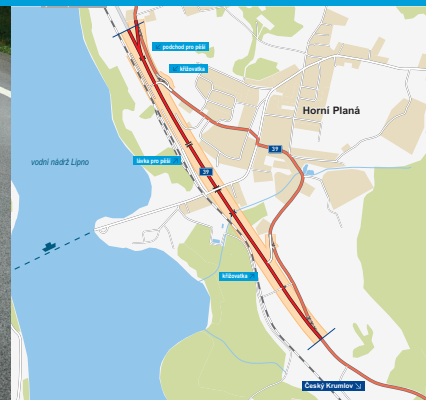 podchod pro pěší
křižovatka
Horní Planá
39
vodní nádrž Lipno
lávka pro pěší
39
křižovatka
Český Krumlov ↘